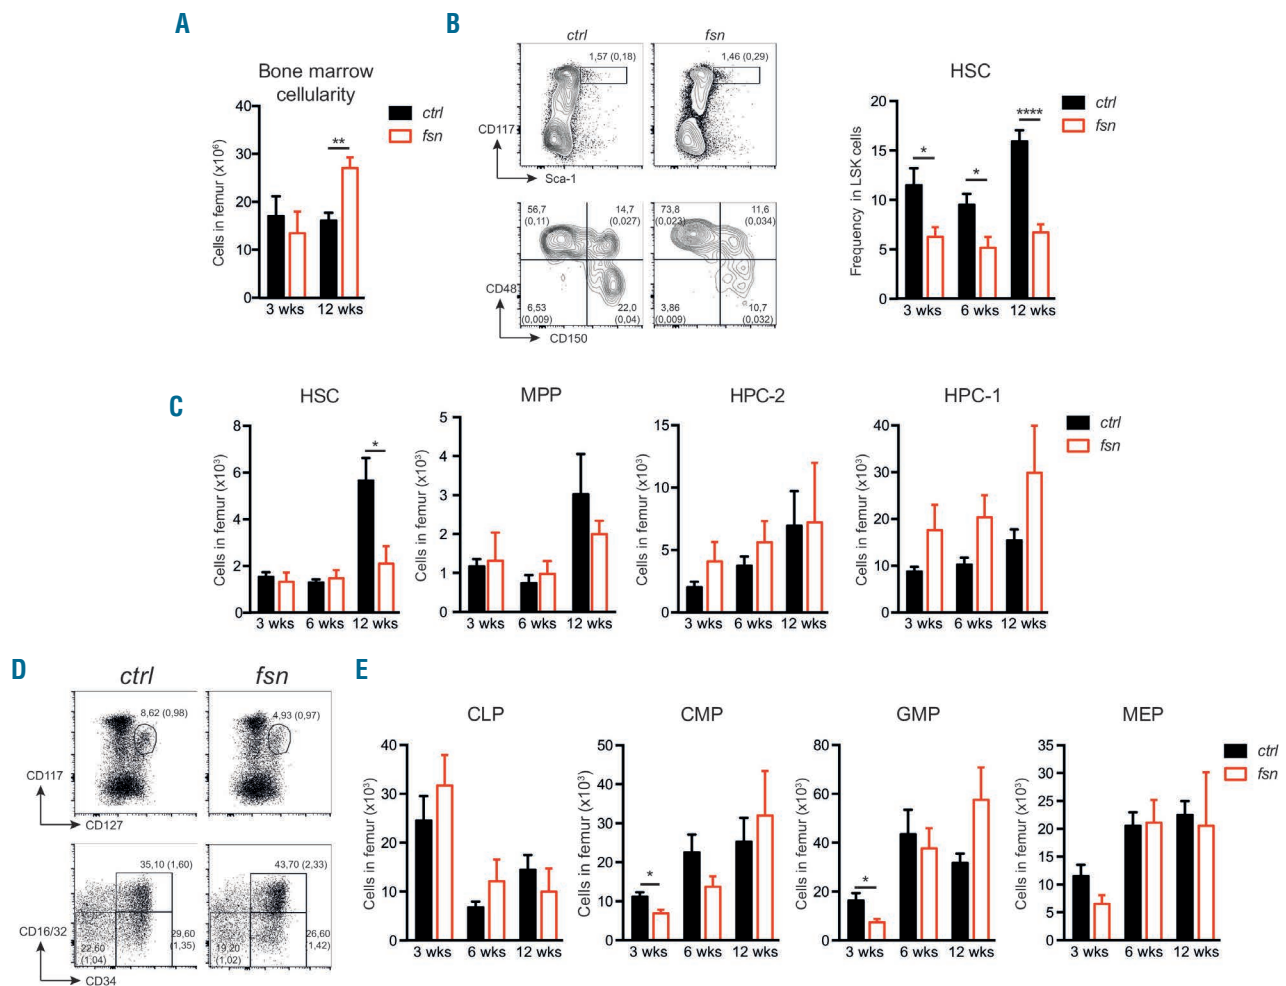 A
Bone marrow
cellularity
Cells in femur (x10⁶)
40
30
20
10
0
**
3 wks
12 wks
ctrl
fsn
B
ctrl
fsn
1,57 (0,18)
1,46 (0,29)
CD117
Sca-1
56,7
(0,11)
14,7
(0,027)
6,53
(0,009)
22,0
(0,04)
73,8
(0,023)
11,6
(0,034)
3,86
(0,009)
10,7
(0,032)
CD48
CD150
HSC
Frequency in LSK cells
20
15
10
5
0
*
*
****
3 wks
6 wks
12 wks
ctrl
fsn
C
HSC
Cells in femur (x10³)
8
6
4
2
0
*
3 wks
6 wks
12 wks
MPP
Cells in femur (x10³)
5
4
3
2
1
0
3 wks
6 wks
12 wks
HPC-2
Cells in femur (x10³)
15
10
5
0
3 wks
6 wks
12 wks
HPC-1
Cells in femur (x10³)
40
30
20
10
0
3 wks
6 wks
12 wks
ctrl
fsn
D
ctrl
fsn
8,62 (0,98)
4,93 (0,97)
CD117
CD127
35,10 (1,60)
43,70 (2,33)
CD16/32
22,60
(1,04)
29,60
(1,35)
19,20
(1,02)
26,60
(1,42)
CD34
E
CLP
Cells in femur (x10³)
40
30
20
10
0
3 wks
6 wks
12 wks
CMP
Cells in femur (x10³)
50
40
30
20
10
0
*
3 wks
6 wks
12 wks
GMP
Cells in femur (x10³)
80
60
40
20
0
*
3 wks
6 wks
12 wks
MEP
Cells in femur (x10³)
35
30
25
20
15
10
5
0
3 wks
6 wks
12 wks
ctrl
fsn